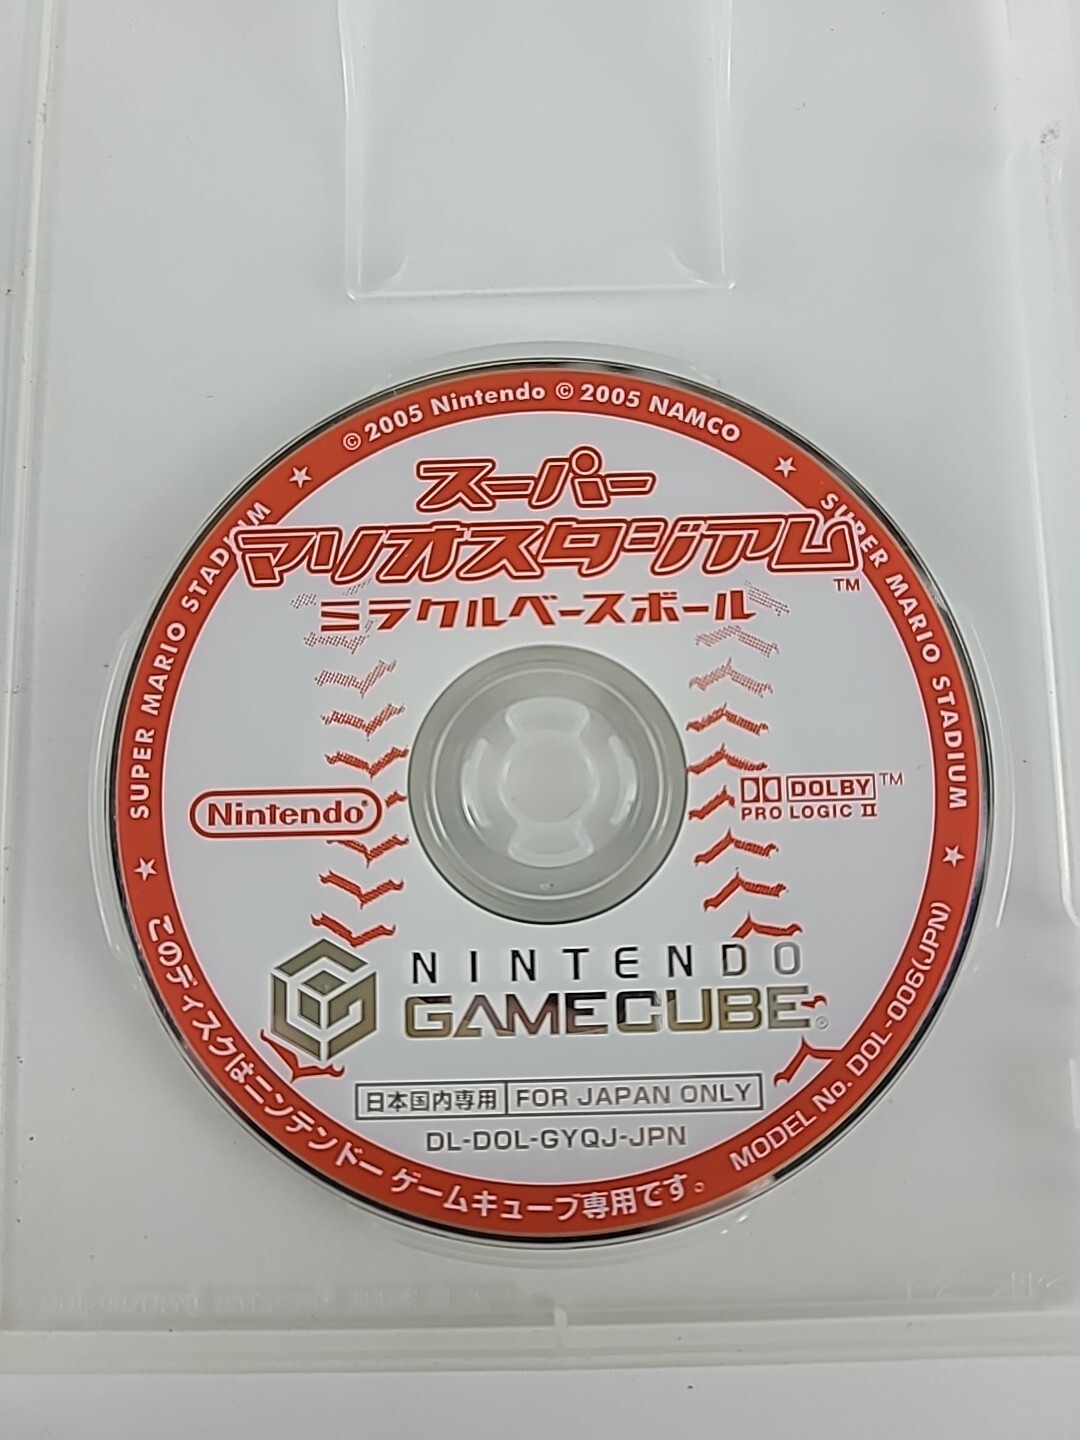 © 2005 Nintendo © 2005 NAMCO
SUPER MARIO STADIUM
SUPER MARIO STADIUM
スーパー
マリオスタジアム™
ミラクルベースボール
Nintendo®
DOLBY™
PRO LOGIC II
NINTENDO
GAMECUBE®
日本国内専用 FOR JAPAN ONLY
DL-DOL-GYQJ-JPN
このディスクはニンテンドー ゲームキューブ専用です。
MODEL No. DOL-006(JPN)